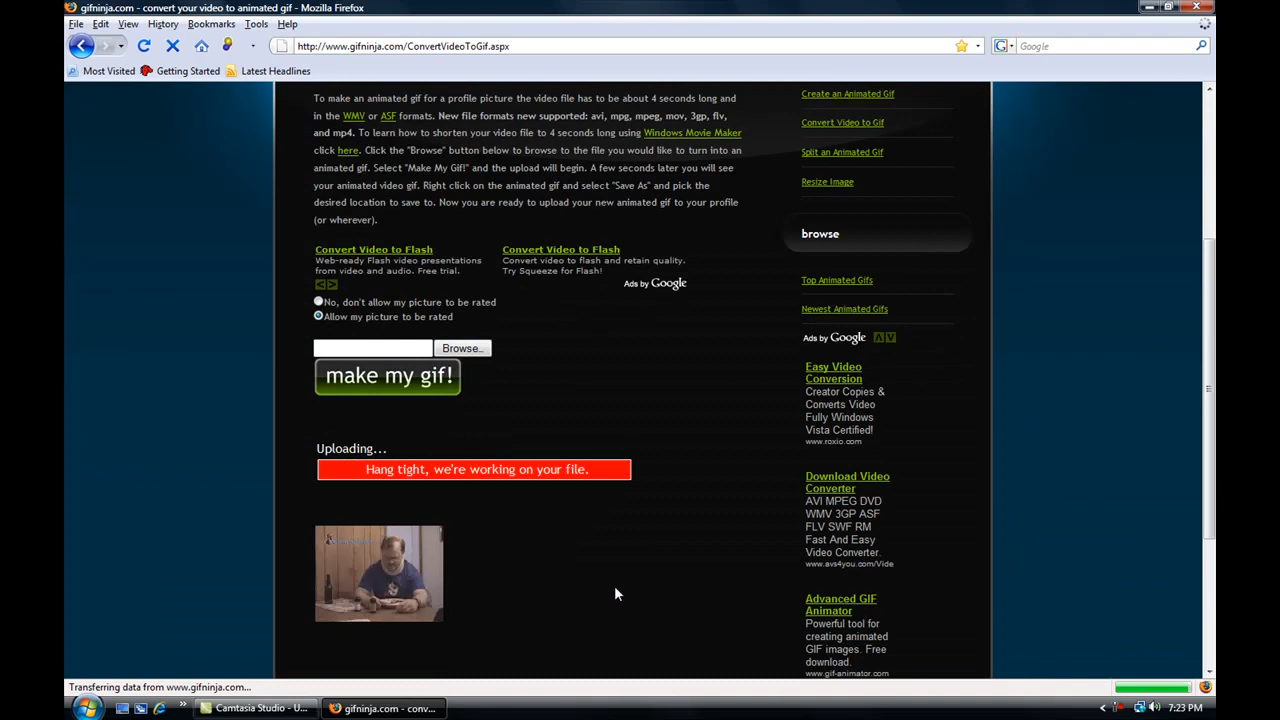 gifninja.com - convert your video to animated gif - Mozilla Firefox
File Edit View History Bookmarks Tools Help
http://www.gifninja.com/ConvertVideoToGif.aspx
Google
Most Visited Getting Started Latest Headlines
To make an animated gif for a profile picture the video file has to be about 4 seconds long and
in the WMV or ASF formats. New file formats new supported: avi, mpg, mpeg, mov, 3gp, flv,
and mp4. To learn how to shorten your video file to 4 seconds long using Windows Movie Maker
click here. Click the "Browse" button below to browse to the file you would like to turn into an
animated gif. Select "Make My Gif!" and the upload will begin. A few seconds later you will see
your animated video gif. Right click on the animated gif and select "Save As" and pick the
desired location to save to. Now you are ready to upload your new animated gif to your profile
(or wherever).
Convert Video to Flash
Web-ready Flash video presentations
from video and audio. Free trial.
Convert Video to Flash
Convert video to flash and retain quality.
Try Squeeze for Flash!
Ads by Google
No, don't allow my picture to be rated
Allow my picture to be rated
Browse...
make my gif!
Uploading...
Hang tight, we're working on your file.
Create an Animated Gif
Convert Video to Gif
Split an Animated Gif
Resize Image
browse
Top Animated Gifs
Newest Animated Gifs
Ads by Google
Easy Video
Conversion
Creator Copies &
Converts Video
Fully Windows
Vista Certified!
www.roxio.com
Download Video
Converter
AVI MPEG DVD
WMV 3GP ASF
FLV SWF RM
Fast And Easy
Video Converter.
www.avs4you.com/Vide
Advanced GIF
Animator
Powerful tool for
creating animated
GIF images. Free
download.
www.gif-animator.com
Transferring data from www.gifninja.com...
Camtasia Studio - U... gifninja.com - conv... 7:23 PM